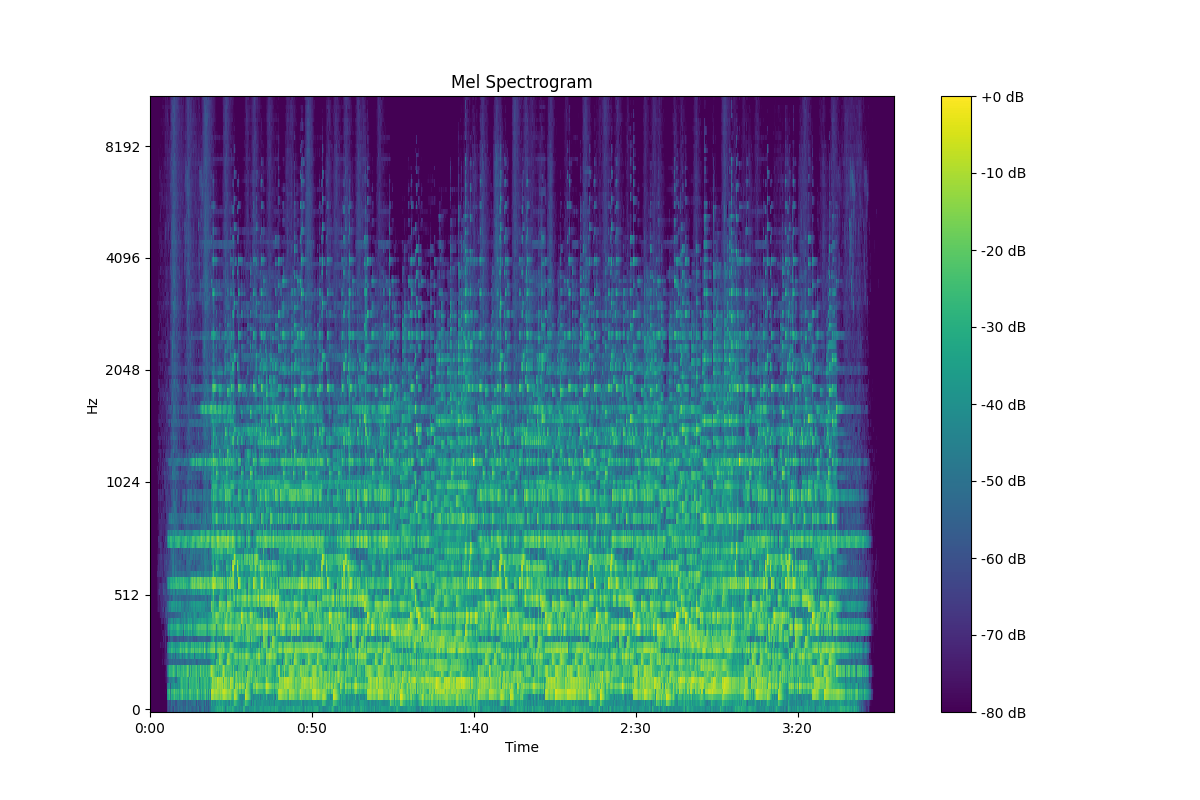 Mel Spectrogram
Hz
8192
4096
2048
1024
512
0
0:00 0:50 1:40 2:30 3:20
Time
+0 dB
-10 dB
-20 dB
-30 dB
-40 dB
-50 dB
-60 dB
-70 dB
-80 dB